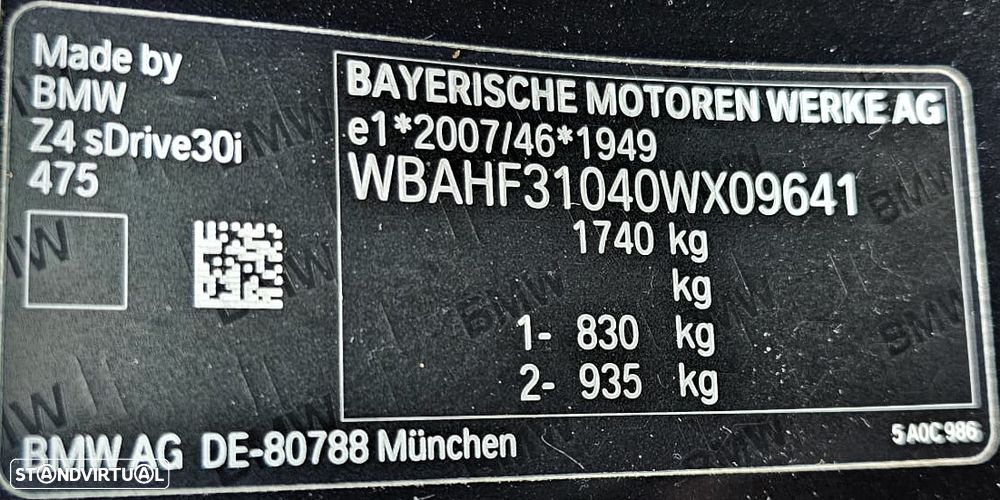 Made by
BMW
Z4 sDrive30i
475
BAYERISCHE MOTOREN WERKE AG
e1*2007/46*1949
WBAHF31040WX09641
1740 kg
kg
1- 830 kg
2- 935 kg
BMW AG DE-80788 München
5A0C986
STANDVIRTUAL